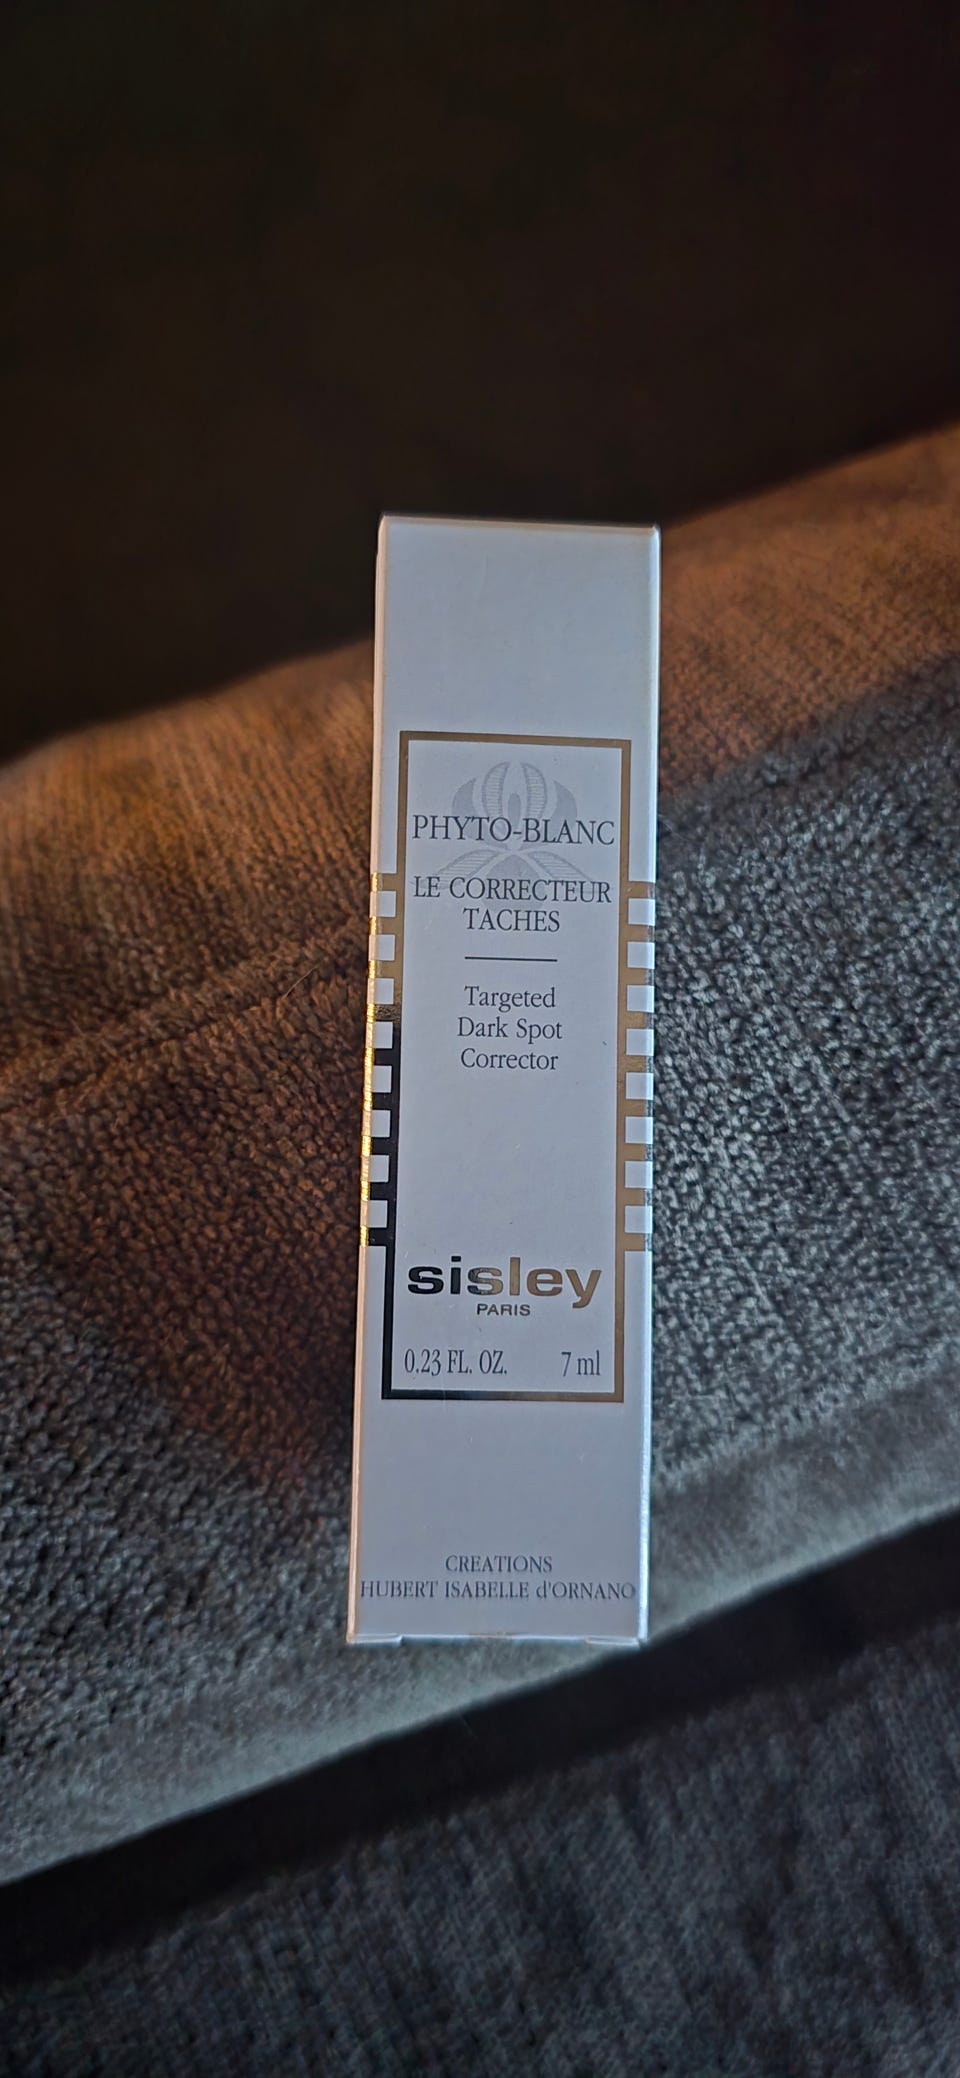 PHYTO-BLANC
LE CORRECTEUR
TACHES
Targeted
Dark Spot
Corrector
sisley
PARIS
0.23 FL. OZ. 7 ml
CREATIONS
HUBERT ISABELLE d'ORNANO